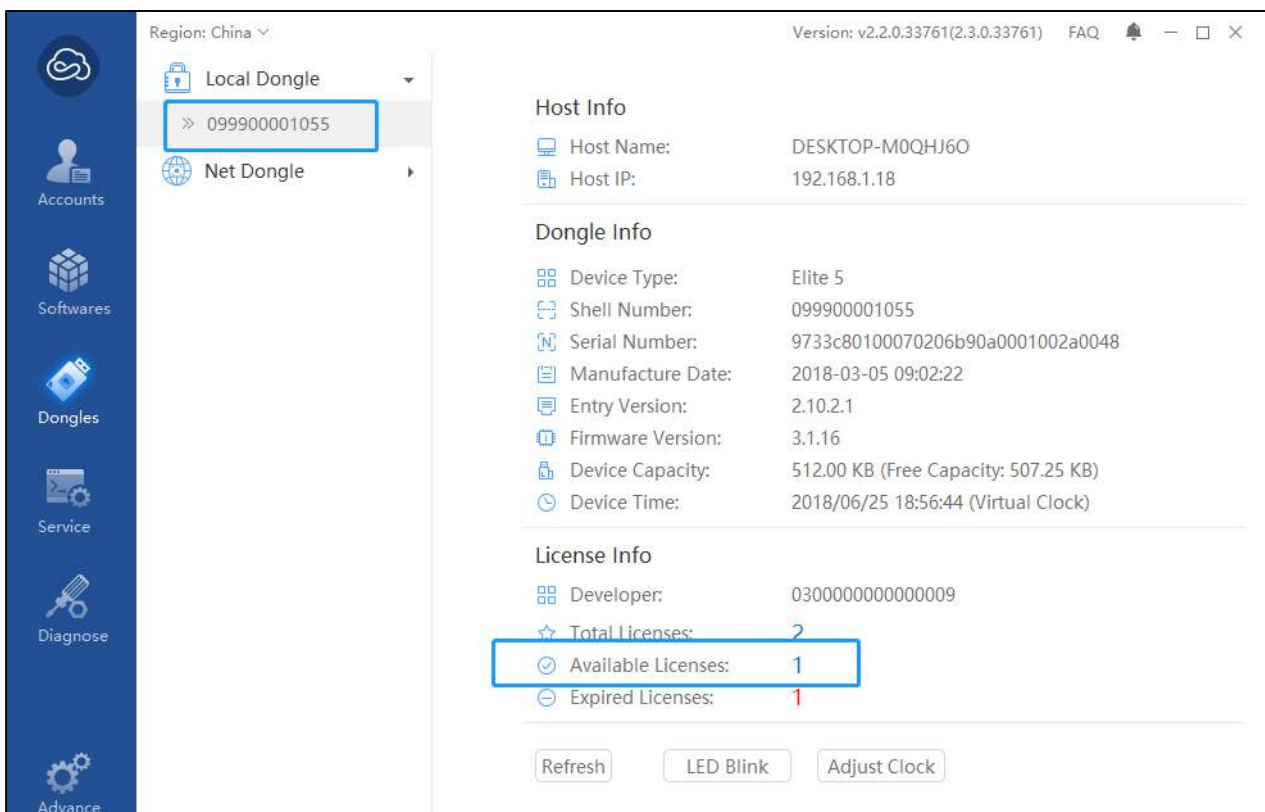 Region: China
Version: v2.2.0.33761(2.3.0.33761) FAQ
Accounts
Softwares
Dongles
Service
Diagnose
Advance
Local Dongle
099900001055
Net Dongle
Host Info
Host Name: DESKTOP-M0QHJ6O
Host IP: 192.168.1.18
Dongle Info
Device Type: Elite 5
Shell Number: 099900001055
Serial Number: 9733c80100070206b90a0001002a0048
Manufacture Date: 2018-03-05 09:02:22
Entry Version: 2.10.2.1
Firmware Version: 3.1.16
Device Capacity: 512.00 KB (Free Capacity: 507.25 KB)
Device Time: 2018/06/25 18:56:44 (Virtual Clock)
License Info
Developer: 0300000000000009
Total Licenses: 2
Available Licenses: 1
Expired Licenses: 1
Refresh LED Blink Adjust Clock